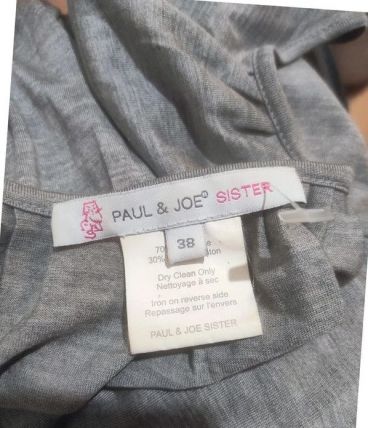 PAUL & JOE® SISTER
38
70%
30%
Dry Clean Only
Nettoyage à sec
Iron on reverse side
Repassage sur l'envers
PAUL & JOE SISTER